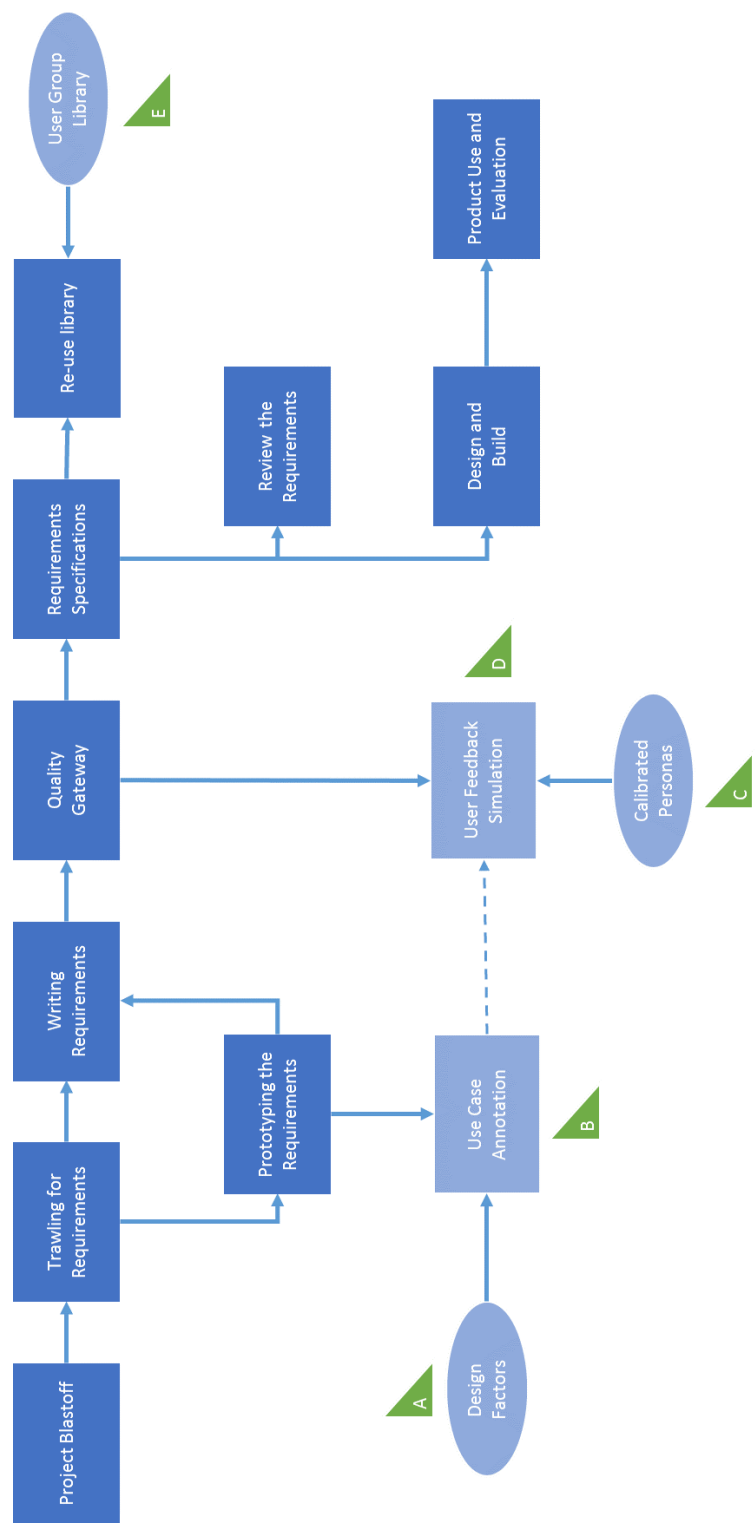 Project Blastoff
Trawling for
Requirements
Writing
Requirements
Quality
Gateway
Requirements
Specifications
Re-use library
User Group
Library
E
Prototyping the
Requirements
Review the
Requirements
A
Design
Factors
Use Case
Annotation
B
User Feedback
Simulation
D
Design and
Build
Product Use and
Evaluation
Calibrated
Personas
C